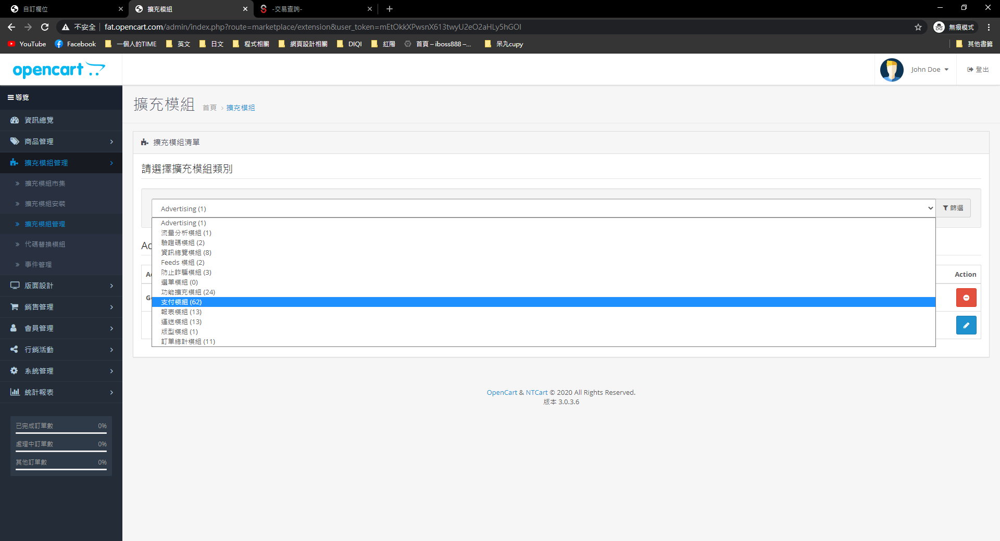 自訂欄位
擴充模組
-交易查詢-
不安全 fat.opencart.com/admin/index.php?route=marketplace/extension&user_token=mEtOkkXPwsnX613twyU2eO2aHLy5hGOI
無痕模式
YouTube Facebook 一個人的TIME 英文 日文 程式相關 網頁設計相關 DIQI 紅陽 首頁 – iboss888 –... 呆丸cupy 其他書籤
opencart
John Doe
登出
導覽
資訊總覽
商品管理
擴充模組管理
擴充模組市集
擴充模組安裝
擴充模組管理
代碼替換模組
事件管理
版面設計
銷售管理
會員管理
行銷活動
系統管理
統計報表
已完成訂單數 0%
處理中訂單數 0%
其他訂單數 0%
擴充模組 首頁 › 擴充模組
擴充模組清單
請選擇擴充模組類別
Advertising (1)
篩選
Advertising (1)
流量分析模組 (1)
驗證碼模組 (2)
資訊總覽模組 (8)
Feeds 模組 (2)
防止詐騙模組 (3)
選單模組 (0)
功能擴充模組 (24)
支付模組 (62)
報表模組 (13)
運送模組 (13)
版型模組 (1)
訂單總計模組 (11)
Action
OpenCart & NTCart © 2020 All Rights Reserved.
版本 3.0.3.6